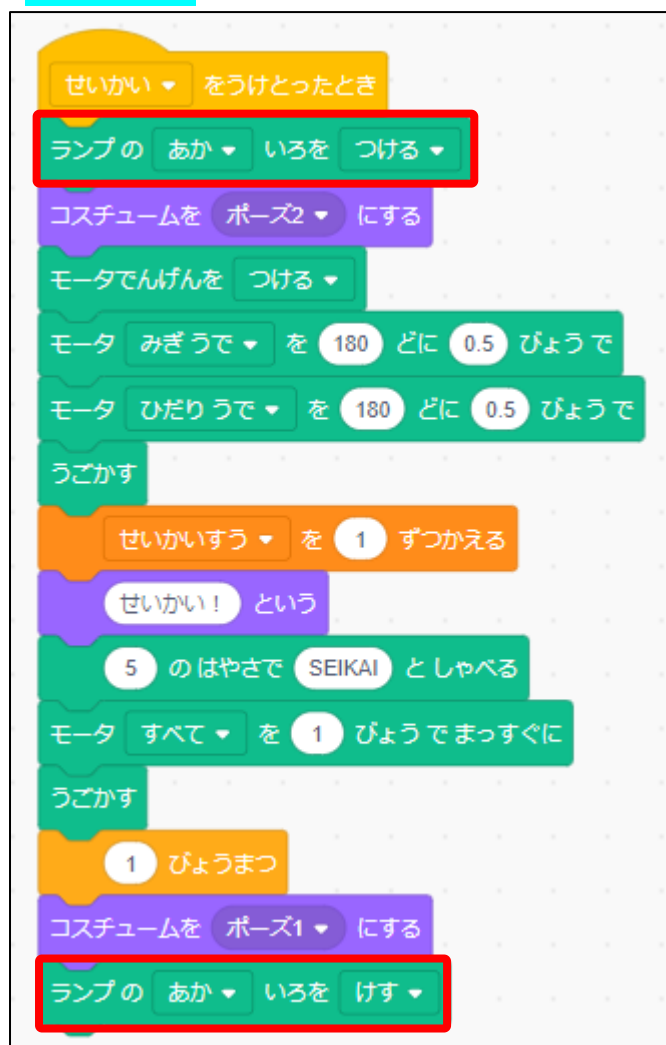 せいかい をうけとったとき
ランプ の あか いろを つける
コスチュームを ポーズ2 にする
モータでんげんを つける
モータ みぎ うで を 180 どに 0.5 びょう で
モータ ひだり うで を 180 どに 0.5 びょう で
うごかす
せいかいすう を 1 ずつかえる
せいかい! という
5 の はやさで SEIKAI と しゃべる
モータ すべて を 1 びょう で まっすぐに
うごかす
1 びょうまつ
コスチュームを ポーズ1 にする
ランプ の あか いろを けす